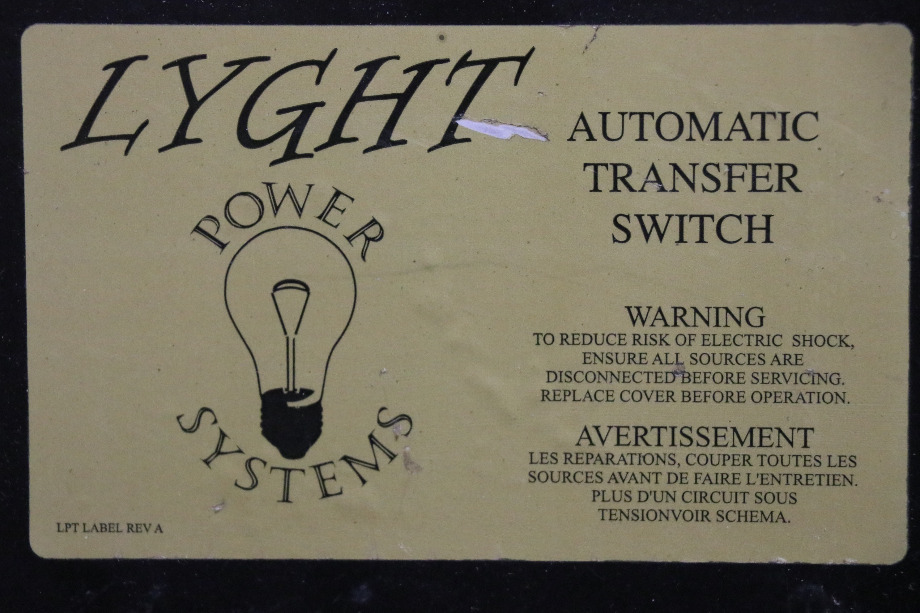 LYGHT
POWER
SYSTEMS
LPT LABEL REV A
AUTOMATIC
TRANSFER
SWITCH
WARNING
TO REDUCE RISK OF ELECTRIC SHOCK,
ENSURE ALL SOURCES ARE
DISCONNECTED BEFORE SERVICING.
REPLACE COVER BEFORE OPERATION.
AVERTISSEMENT
LES REPARATIONS, COUPER TOUTES LES
SOURCES AVANT DE FAIRE L'ENTRETIEN.
PLUS D'UN CIRCUIT SOUS
TENSIONVOIR SCHEMA.